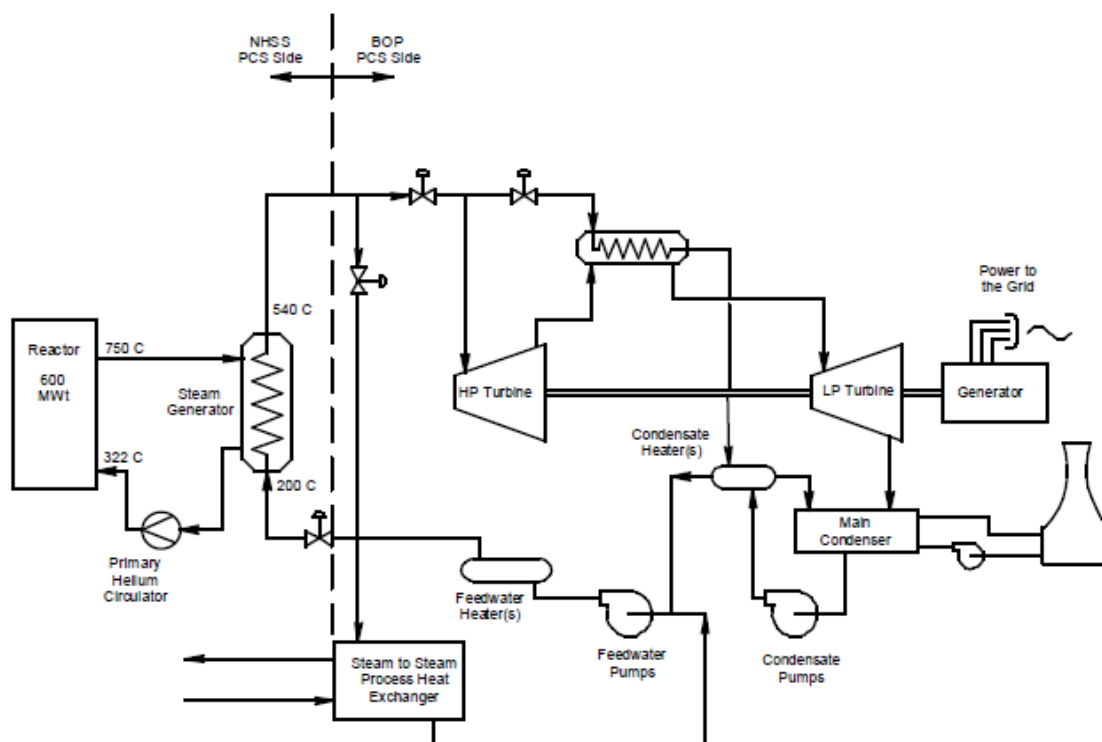 NHSS
PCS Side
BOP
PCS Side
540 C
Reactor
600
MWt
750 C
Steam
Generator
322 C
200 C
Primary
Helium
Circulator
HP Turbine
LP Turbine
Power to
the Grid
Generator
Condensate
Heater(s)
Main
Condenser
Feedwater
Heater(s)
Feedwater
Pumps
Condensate
Pumps
Steam to Steam
Process Heat
Exchanger